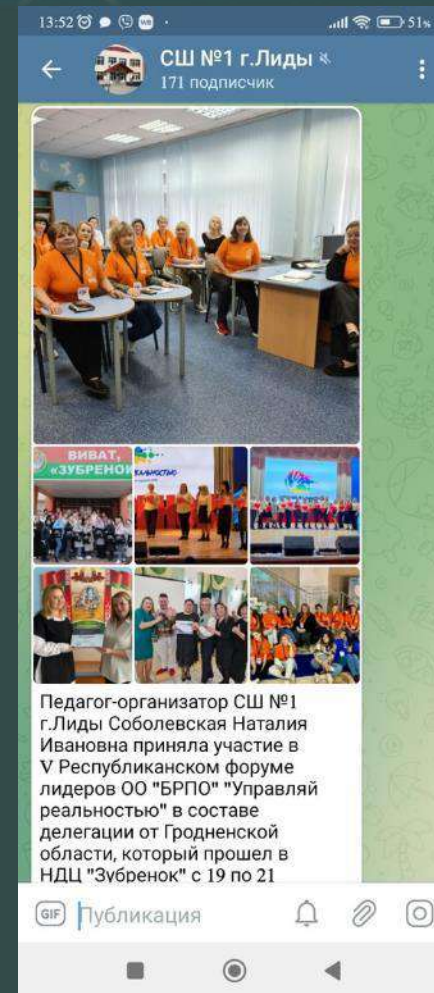 13:52
51%
СШ №1 г.Лиды
171 подписчик
ВИВАТ,
«ЗУБРЕНОК
Педагог-организатор СШ №1
г.Лиды Соболевская Наталия
Ивановна приняла участие в
V Республиканском форуме
лидеров ОО "БРПО" "Управляй
реальностью" в составе
делегации от Гродненской
области, который прошел в
НДЦ "Зубренок" с 19 по 21
GIF
Публикация